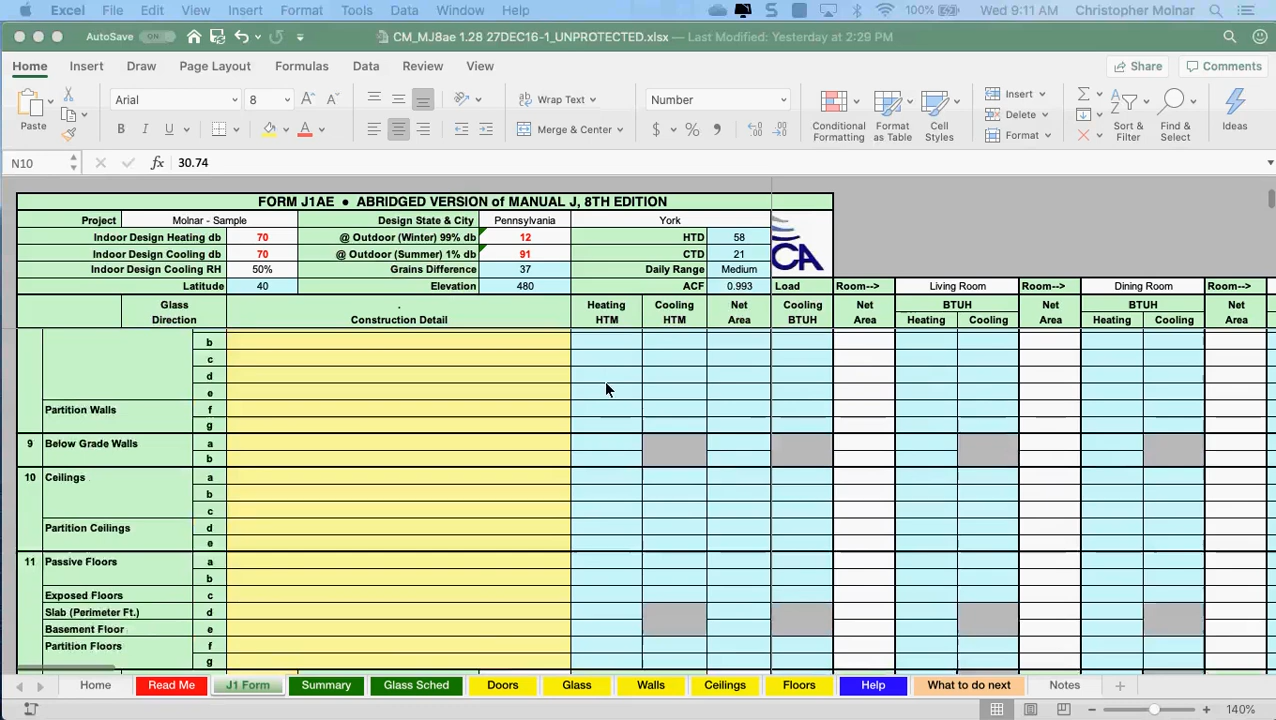 Excel File Edit View Insert Format Tools Data Window Help 100% Wed 9:11 AM Christopher Molnar
AutoSave OFF CM_MJ8ae 1.28 27DEC16-1_UNPROTECTED.xlsx — Last Modified: Yesterday at 2:29 PM
Home Insert Draw Page Layout Formulas Data Review View Share Comments
Paste Arial 8 Wrap Text Number Conditional Formatting Format as Table Cell Styles Insert Delete Format Sort & Filter Find & Select Ideas
B I U A Merge & Center $ % 
N10 fx 30.74
FORM J1AE ● ABRIDGED VERSION of MANUAL J, 8TH EDITION
Project Molnar - Sample Design State & City Pennsylvania York
Indoor Design Heating db 70 @ Outdoor (Winter) 99% db 12 HTD 58
Indoor Design Cooling db 70 @ Outdoor (Summer) 1% db 91 CTD 21 CA
Indoor Design Cooling RH 50% Grains Difference 37 Daily Range Medium
Latitude 40 Elevation 480 ACF 0.993 Load Room--> Living Room Room--> Dining Room Room-->
Glass . Heating Cooling Net Cooling Net BTUH Net BTUH Net
Direction Construction Detail HTM HTM Area BTUH Area Heating Cooling Area Heating Cooling Area
b
c
d
e
Partition Walls f
g
9 Below Grade Walls a
b
10 Ceilings a
b
c
Partition Ceilings d
e
11 Passive Floors a
b
Exposed Floors c
Slab (Perimeter Ft.) d
Basement Floor e
Partition Floors f
g
Home Read Me J1 Form Summary Glass Sched Doors Glass Walls Ceilings Floors Help What to do next Notes +
140%